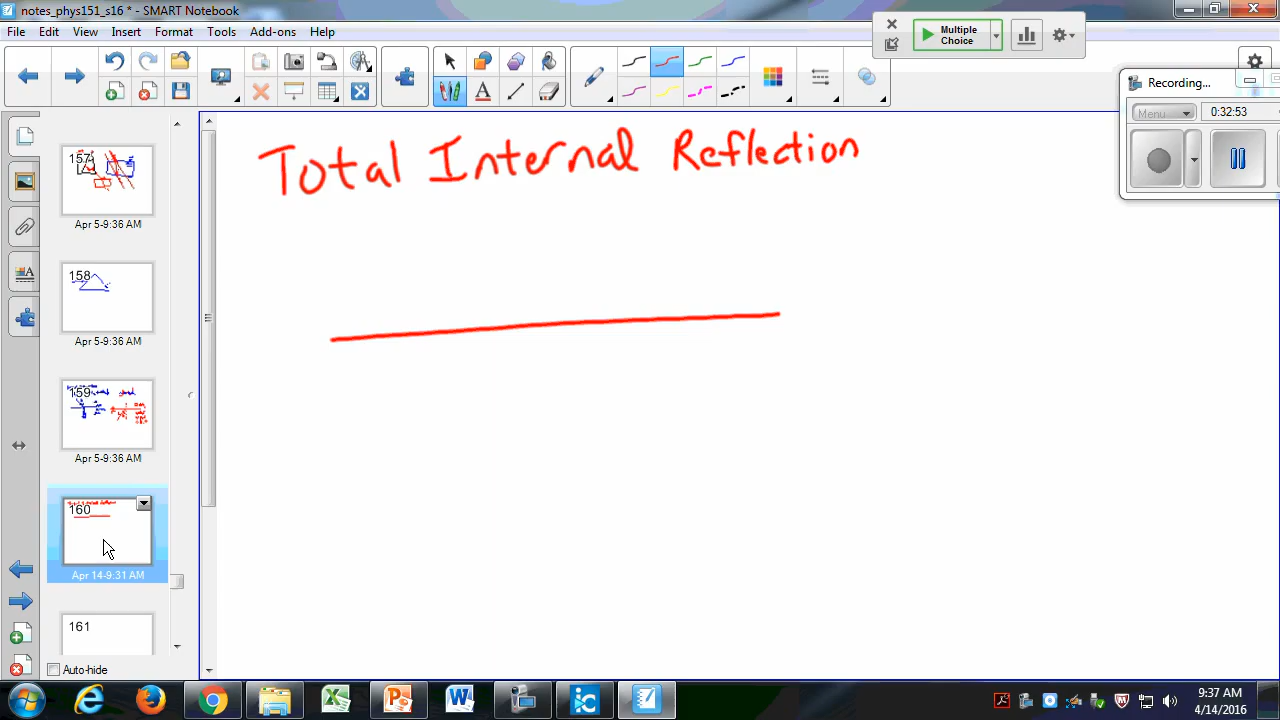 notes_phys151_s16 * - SMART Notebook
File Edit View Insert Format Tools Add-ons Help
Multiple Choice
Recording...
Menu
0:32:53
Total Internal Reflection
157
Apr 5-9:36 AM
158
Apr 5-9:36 AM
159
Apr 5-9:36 AM
160
Apr 14-9:31 AM
161
Auto-hide
9:37 AM
4/14/2016